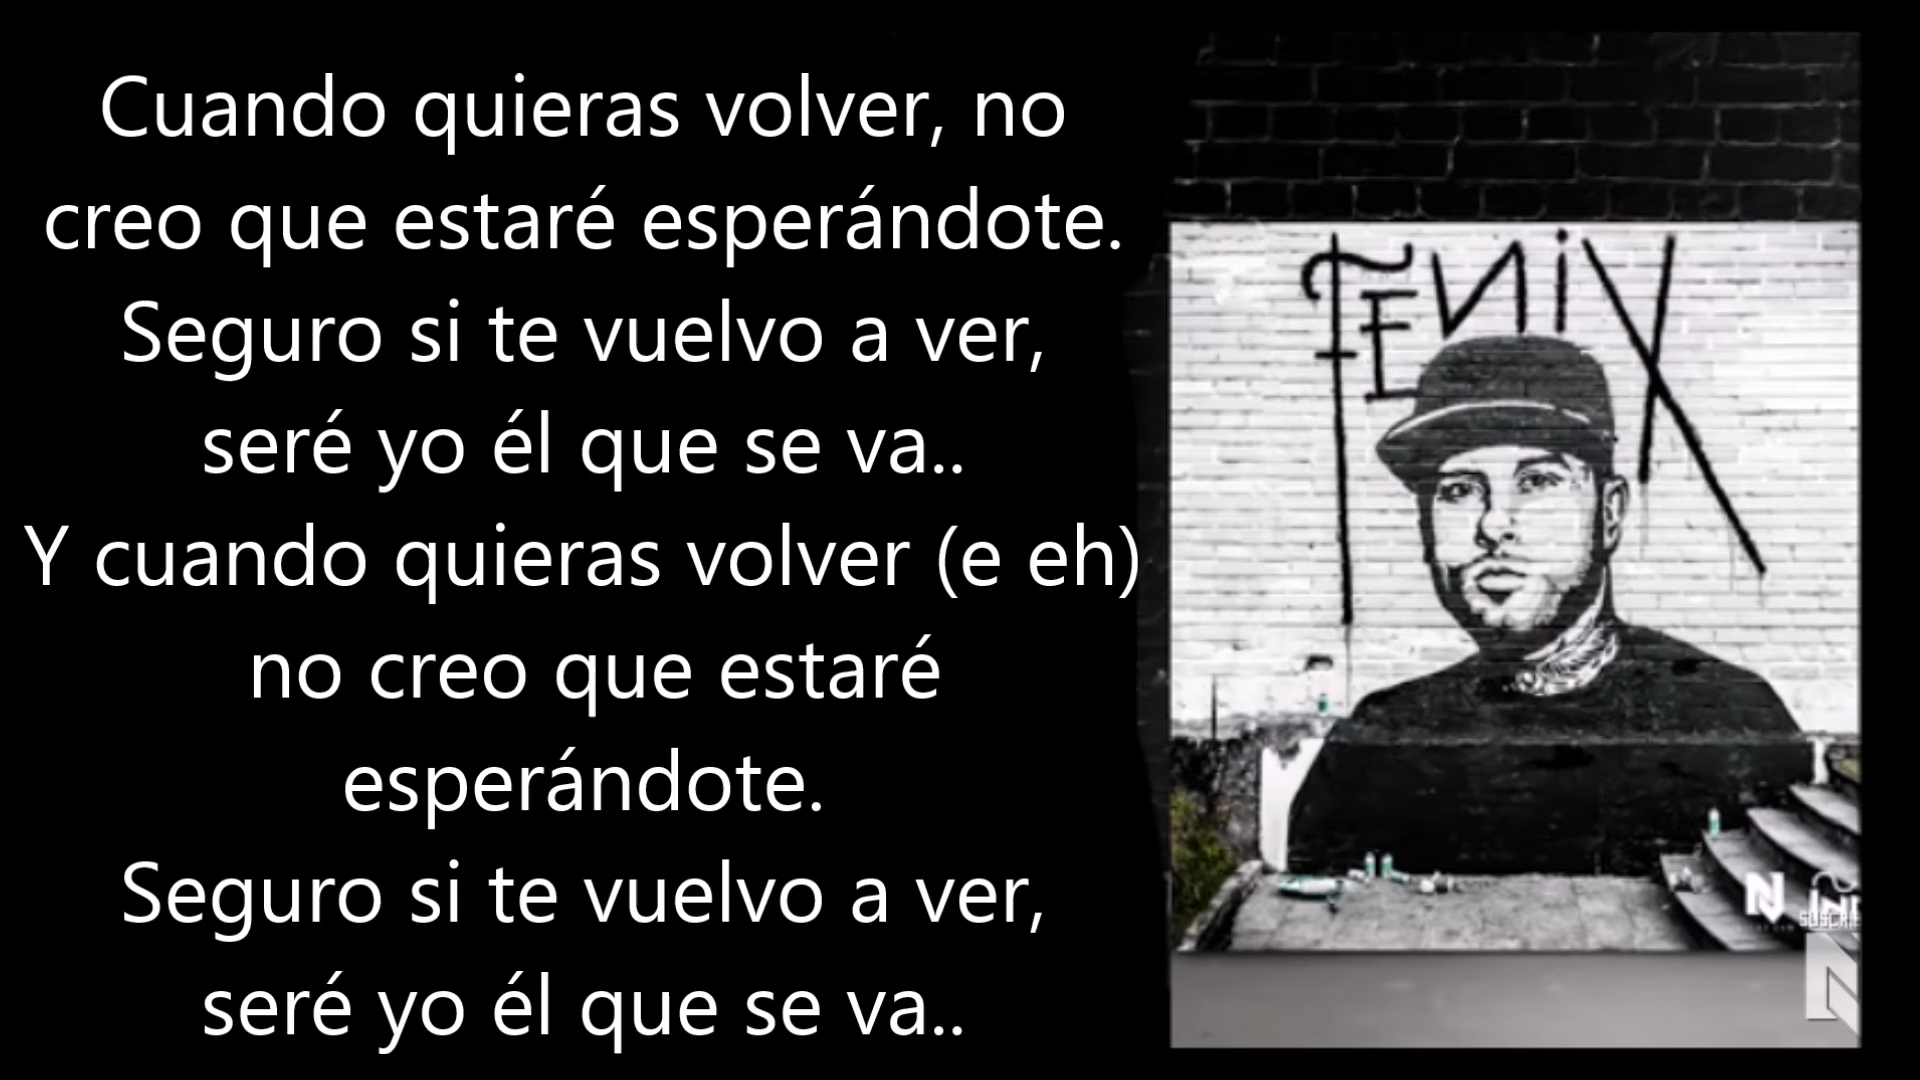 Cuando quieras volver, no
creo que estaré esperándote.
Seguro si te vuelvo a ver,
seré yo él que se va..
Y cuando quieras volver (e eh)
no creo que estaré
esperándote.
Seguro si te vuelvo a ver,
seré yo él que se va..
FENiX